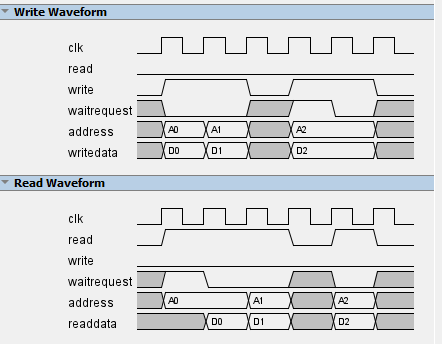 Write Waveform
clk
read
write
waitrequest
address A0 A1 A2
writedata D0 D1 D2
Read Waveform
clk
read
write
waitrequest
address A0 A1 A2
readdata D0 D1 D2